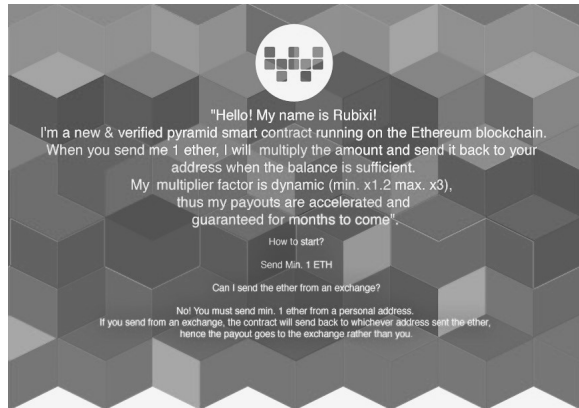 "Hello! My name is Rubixi!
I'm a new & verified pyramid smart contract running on the Ethereum blockchain.
When you send me 1 ether, I will multiply the amount and send it back to your
address when the balance is sufficient.
My multiplier factor is dynamic (min. x1.2 max. x3),
thus my payouts are accelerated and
guaranteed for months to come".
How to start?
Send Min. 1 ETH
Can I send the ether from an exchange?
No! You must send min. 1 ether from a personal address.
If you send from an exchange, the contract will send back to whichever address sent the ether,
hence the payout goes to the exchange rather than you.